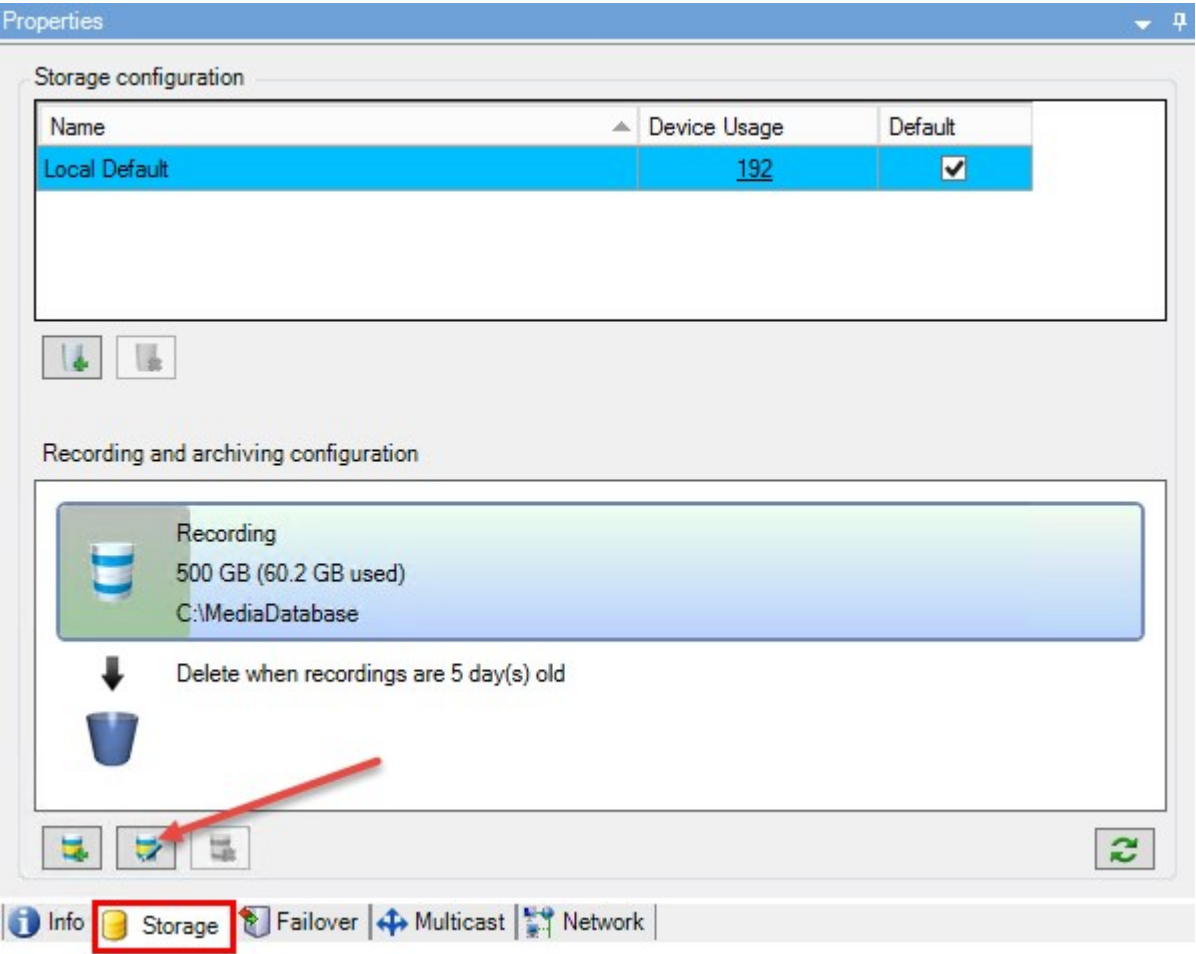 Properties
Storage configuration
Name Device Usage Default
Local Default 192
Recording and archiving configuration
Recording
500 GB (60.2 GB used)
C:\MediaDatabase
Delete when recordings are 5 day(s) old
Info Storage Failover Multicast Network